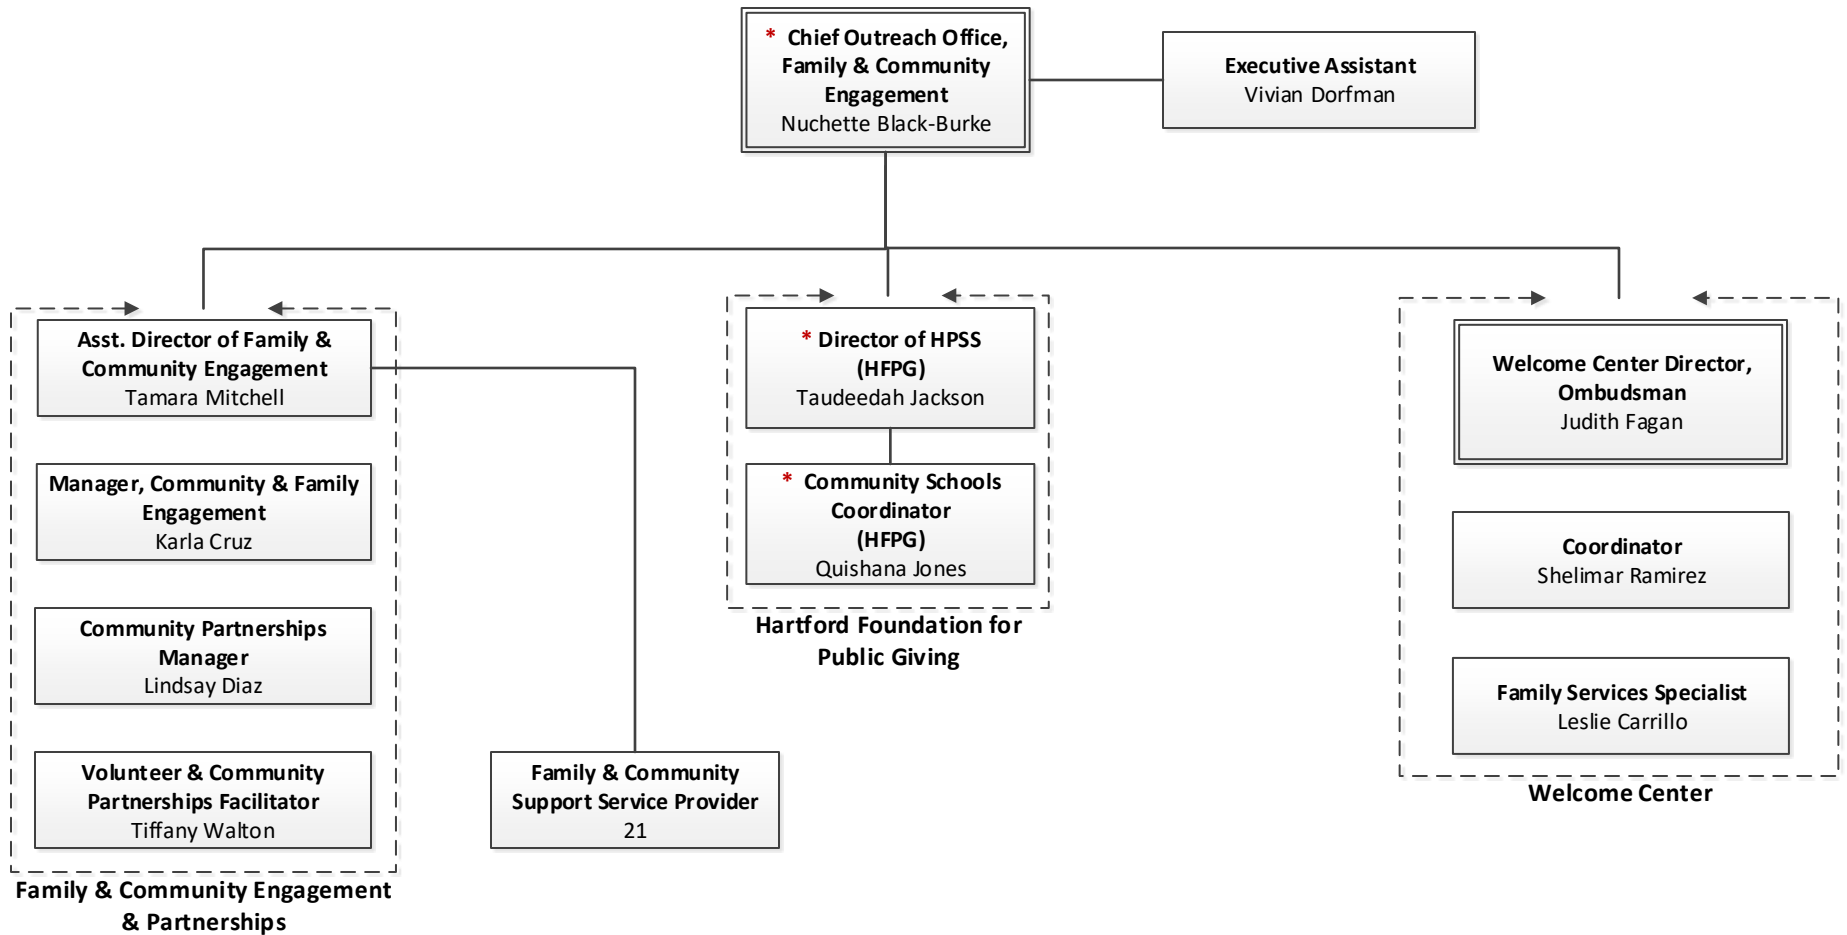 * Chief Outreach Office,
Family & Community
Engagement
Nuchette Black-Burke
Executive Assistant
Vivian Dorfman
Asst. Director of Family &
Community Engagement
Tamara Mitchell
Manager, Community & Family
Engagement
Karla Cruz
Community Partnerships
Manager
Lindsay Diaz
Volunteer & Community
Partnerships Facilitator
Tiffany Walton
Family & Community Engagement
& Partnerships
Family & Community
Support Service Provider
21
* Director of HPSS
(HFPG)
Taudeedah Jackson
* Community Schools
Coordinator
(HFPG)
Quishana Jones
Hartford Foundation for
Public Giving
Welcome Center Director,
Ombudsman
Judith Fagan
Coordinator
Shelimar Ramirez
Family Services Specialist
Leslie Carrillo
Welcome Center